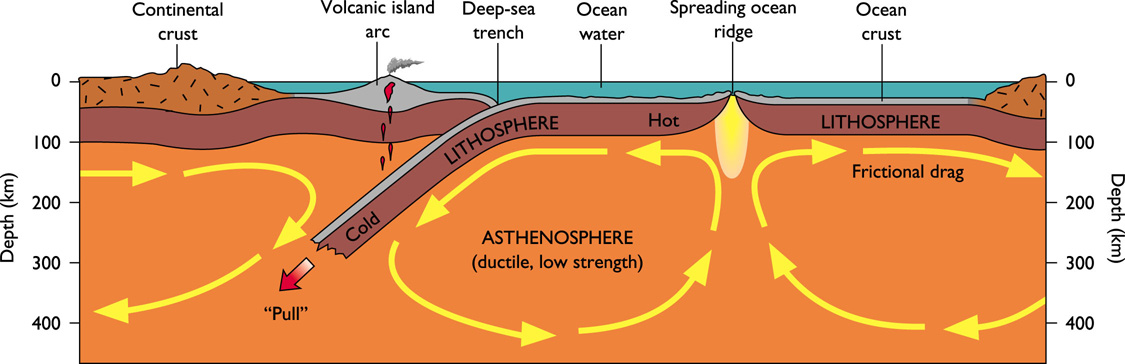 Continental
crust
Volcanic island
arc
Deep-sea
trench
Ocean
water
Spreading ocean
ridge
Ocean
crust
0
100
200
300
400
Depth (km)
0
100
200
300
400
Depth (km)
LITHOSPHERE
Hot
LITHOSPHERE
Frictional drag
Cold
ASTHENOSPHERE
(ductile, low strength)
“Pull”